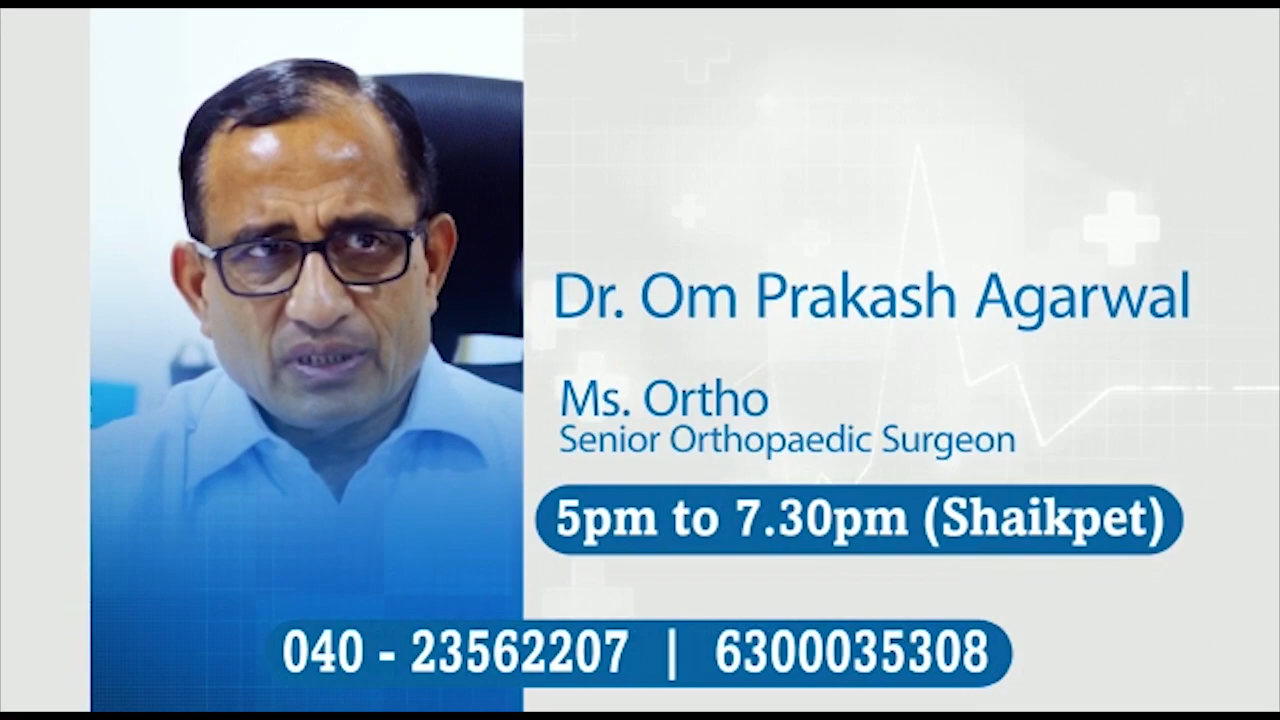 Dr. Om Prakash Agarwal
Ms. Ortho
Senior Orthopaedic Surgeon
5pm to 7.30pm (Shaikpet)
040 - 23562207 | 6300035308